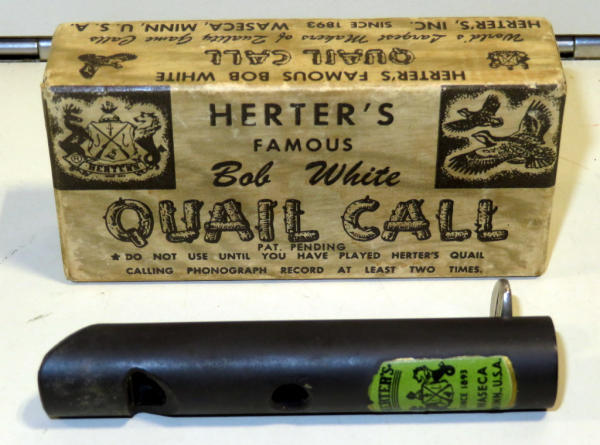 HERTER'S, INC. SINCE 1893 WASECA, MINN., U.S.A.
World's Largest Makers of Quality Game Calls
QUAIL CALL
HERTER'S FAMOUS BOB WHITE
HERTER'S
FAMOUS
Bob White
QUAIL CALL
PAT. PENDING
★ DO NOT USE UNTIL YOU HAVE PLAYED HERTER'S QUAIL
CALLING PHONOGRAPH RECORD AT LEAST TWO TIMES.
HERTER'S
HERTER'S
SINCE 1893
WASECA
MINN., U.S.A.